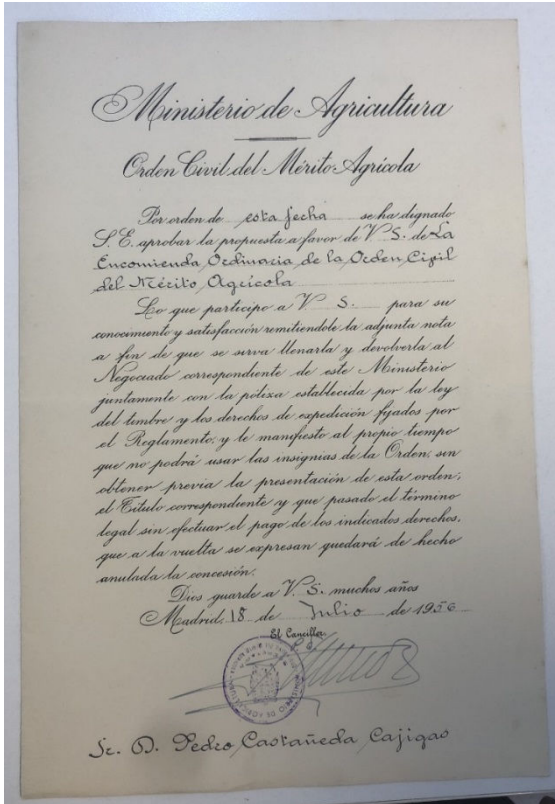 Ministerio de Agricultura
Orden Civil del Mérito Agrícola
Por orden de esta fecha se ha dignado
S. E. aprobar la propuesta a favor de V. S. de La
Encomienda Ordinaria de la Orden Civil
del Mérito Agrícola
Lo que participo a V. S. para su
conocimiento y satisfacción remitiendole la adjunta nota
a fin de que se sirva llenarla y devolverla al
Negociado correspondiente de este Ministerio
juntamente con la póliza establecida por la ley
del timbre y los derechos de expedición fijados por
el Reglamento; y le manifiesto al propio tiempo
que no podrá usar las insignias de la Orden, sin
obtener previa la presentación de esta orden;
el Título correspondiente y que pasado el término
legal sin efectuar el pago de los indicados derechos,
que a la vuelta se expresan quedará de hecho
anulada la concesión.
Dios guarde a V. S. muchos años
Madrid, 18 de Julio de 1956
El Canciller
MINISTERIO DE AGRICULTURA
Sr. D. Pedro Castañeda Cajigas